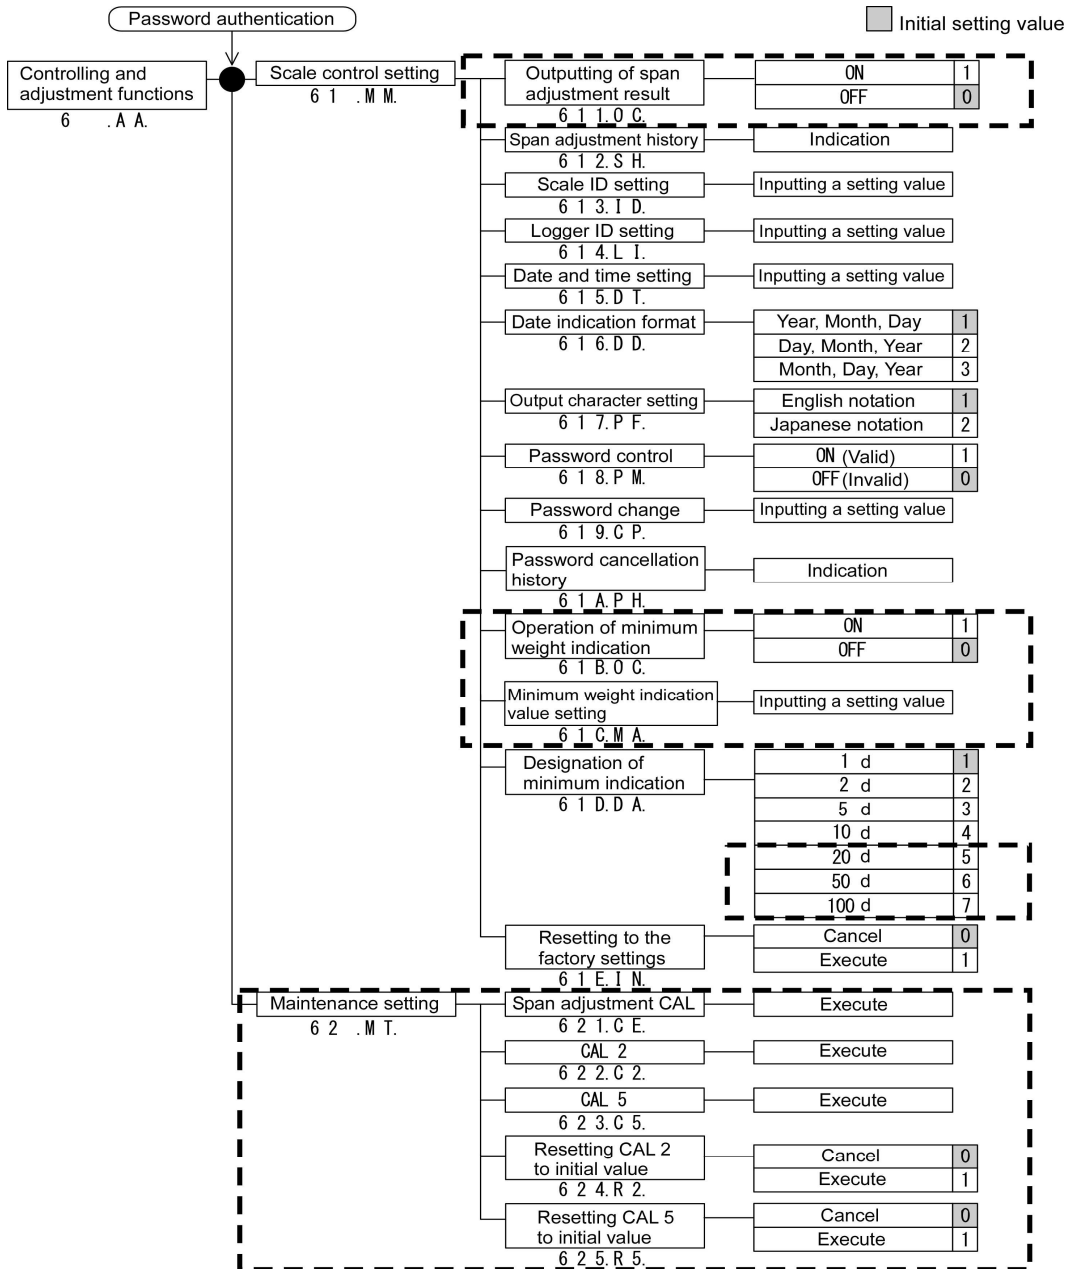 Password authentication
Initial setting value
Controlling and
adjustment functions
6 .A A.
Scale control setting
6 1 .M M.
Outputting of span
adjustment result
6 1 1.O C.
ON 1
OFF 0
Span adjustment history
6 1 2.S H.
Indication
Scale ID setting
6 1 3.I D.
Inputting a setting value
Logger ID setting
6 1 4.L I.
Inputting a setting value
Date and time setting
6 1 5.D T.
Inputting a setting value
Date indication format
6 1 6.D D.
Year, Month, Day 1
Day, Month, Year 2
Month, Day, Year 3
Output character setting
6 1 7.P F.
English notation 1
Japanese notation 2
Password control
6 1 8.P M.
ON (Valid) 1
OFF (Invalid) 0
Password change
6 1 9.C P.
Inputting a setting value
Password cancellation
history
6 1 A.P H.
Indication
Operation of minimum
weight indication
6 1 B.O C.
ON 1
OFF 0
Minimum weight indication
value setting
6 1 C.M A.
Inputting a setting value
Designation of
minimum indication
6 1 D.D A.
1 d 1
2 d 2
5 d 3
10 d 4
20 d 5
50 d 6
100 d 7
Resetting to the
factory settings
6 1 E.I N.
Cancel 0
Execute 1
Maintenance setting
6 2 .M T.
Span adjustment CAL
6 2 1.C E.
Execute
CAL 2
6 2 2.C 2.
Execute
CAL 5
6 2 3.C 5.
Execute
Resetting CAL 2
to initial value
6 2 4.R 2.
Cancel 0
Execute 1
Resetting CAL 5
to initial value
6 2 5.R 5.
Cancel 0
Execute 1